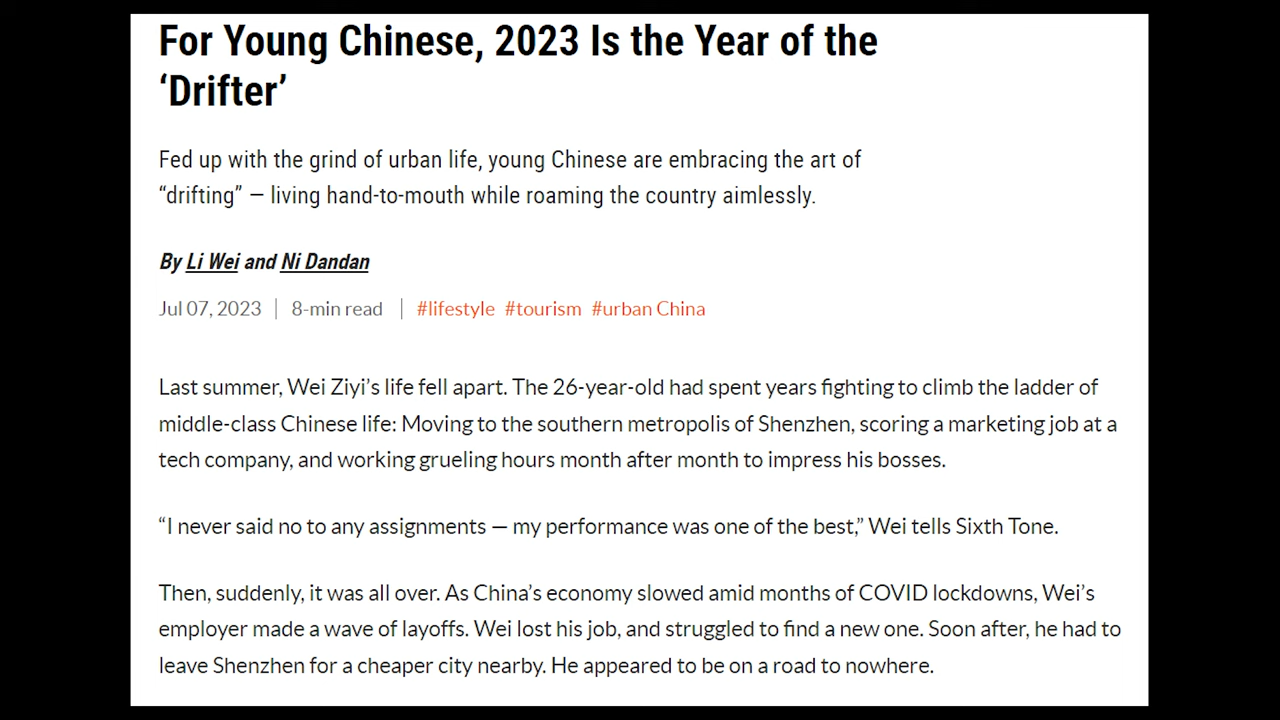 For Young Chinese, 2023 Is the Year of the
‘Drifter’
Fed up with the grind of urban life, young Chinese are embracing the art of
“drifting” — living hand-to-mouth while roaming the country aimlessly.
By Li Wei and Ni Dandan
Jul 07, 2023 | 8-min read | #lifestyle #tourism #urban China
Last summer, Wei Ziyi’s life fell apart. The 26-year-old had spent years fighting to climb the ladder of
middle-class Chinese life: Moving to the southern metropolis of Shenzhen, scoring a marketing job at a
tech company, and working grueling hours month after month to impress his bosses.
“I never said no to any assignments — my performance was one of the best,” Wei tells Sixth Tone.
Then, suddenly, it was all over. As China’s economy slowed amid months of COVID lockdowns, Wei’s
employer made a wave of layoffs. Wei lost his job, and struggled to find a new one. Soon after, he had to
leave Shenzhen for a cheaper city nearby. He appeared to be on a road to nowhere.